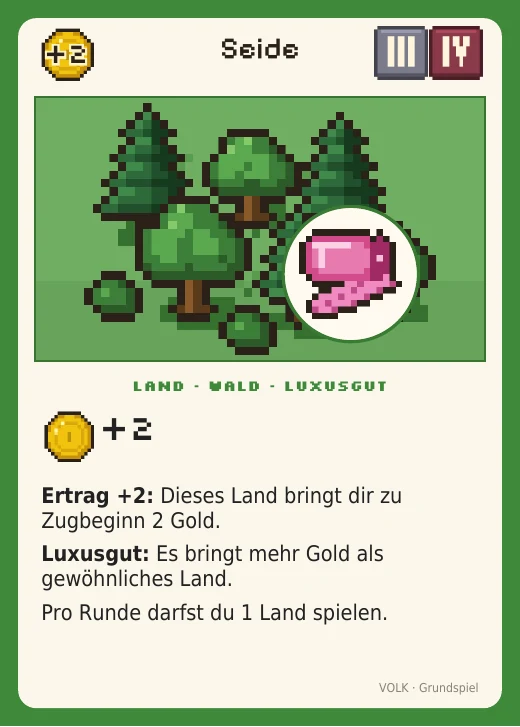 +2
Seide
III
IV
LAND · WALD · LUXUSGUT
+2
Ertrag +2: Dieses Land bringt dir zu
Zugbeginn 2 Gold.
Luxusgut: Es bringt mehr Gold als
gewöhnliches Land.
Pro Runde darfst du 1 Land spielen.
VOLK · Grundspiel